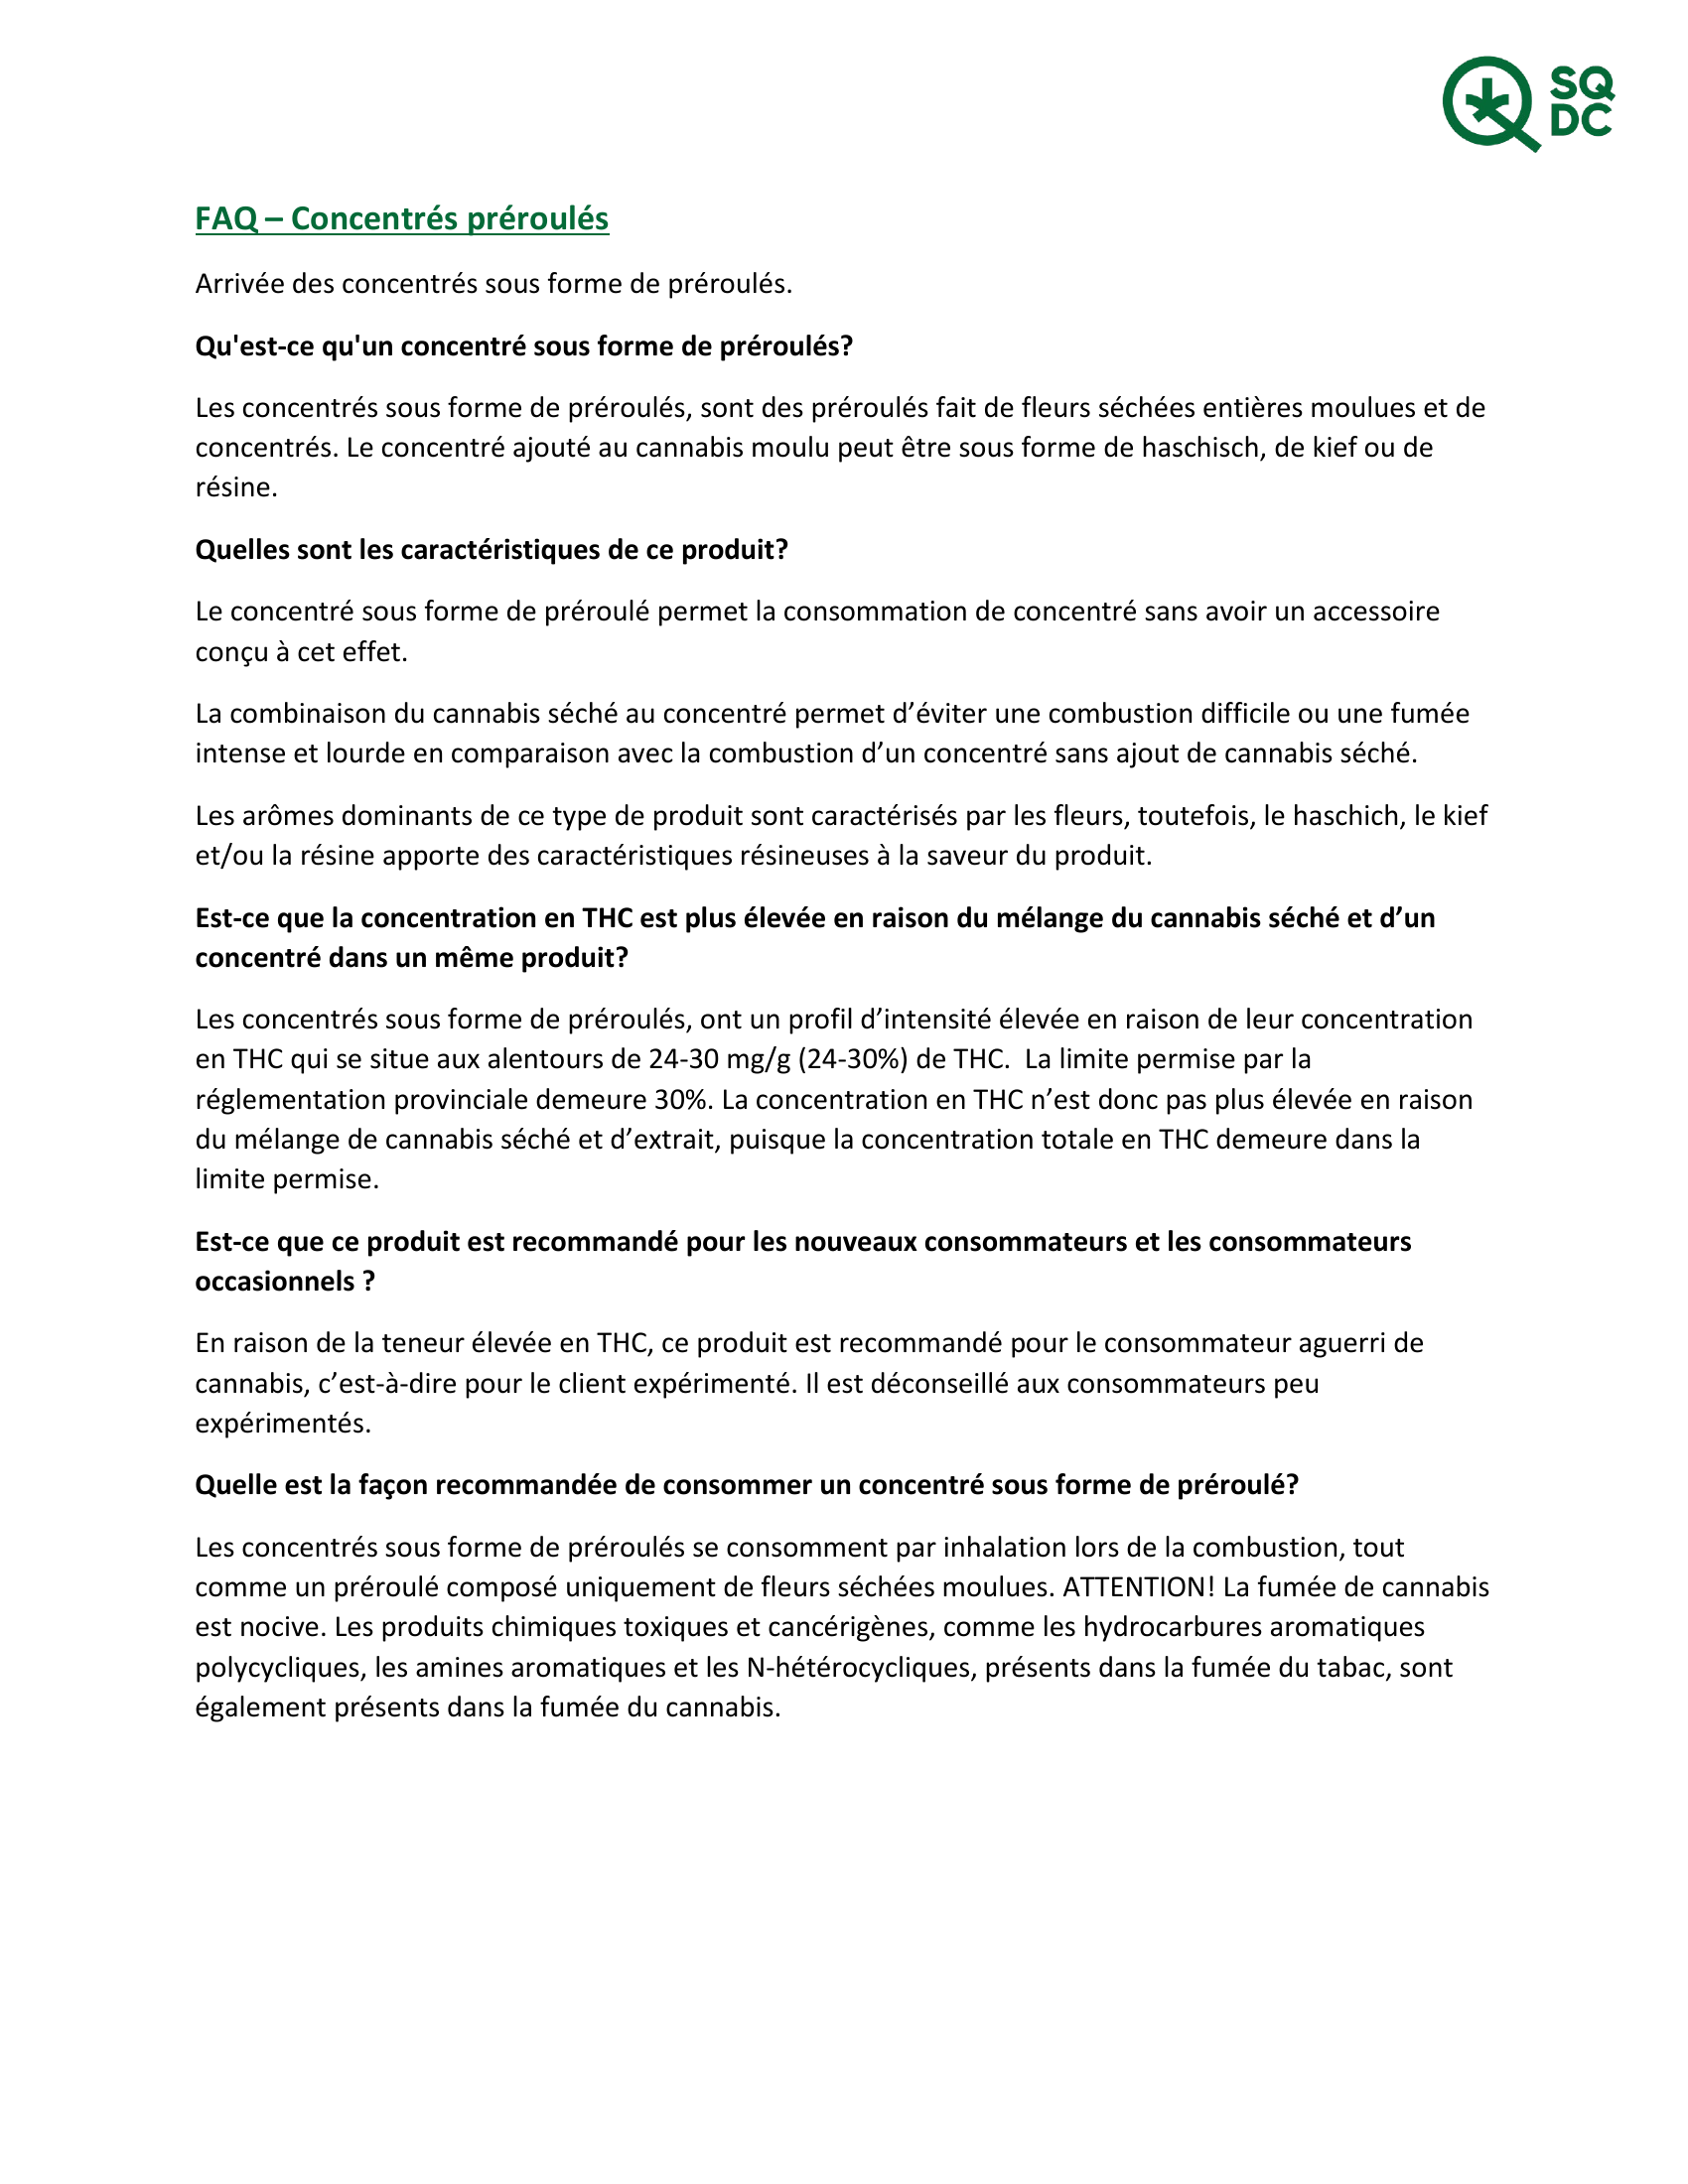 SQ
DC
FAQ – Concentrés préroulés
Arrivée des concentrés sous forme de préroulés.
Qu'est-ce qu'un concentré sous forme de préroulés?
Les concentrés sous forme de préroulés, sont des préroulés fait de fleurs séchées entières moulues et de
concentrés. Le concentré ajouté au cannabis moulu peut être sous forme de haschisch, de kief ou de
résine.
Quelles sont les caractéristiques de ce produit?
Le concentré sous forme de préroulé permet la consommation de concentré sans avoir un accessoire
conçu à cet effet.
La combinaison du cannabis séché au concentré permet d’éviter une combustion difficile ou une fumée
intense et lourde en comparaison avec la combustion d’un concentré sans ajout de cannabis séché.
Les arômes dominants de ce type de produit sont caractérisés par les fleurs, toutefois, le haschich, le kief
et/ou la résine apporte des caractéristiques résineuses à la saveur du produit.
Est-ce que la concentration en THC est plus élevée en raison du mélange du cannabis séché et d’un
concentré dans un même produit?
Les concentrés sous forme de préroulés, ont un profil d’intensité élevée en raison de leur concentration
en THC qui se situe aux alentours de 24-30 mg/g (24-30%) de THC.  La limite permise par la
réglementation provinciale demeure 30%. La concentration en THC n’est donc pas plus élevée en raison
du mélange de cannabis séché et d’extrait, puisque la concentration totale en THC demeure dans la
limite permise.
Est-ce que ce produit est recommandé pour les nouveaux consommateurs et les consommateurs
occasionnels ?
En raison de la teneur élevée en THC, ce produit est recommandé pour le consommateur aguerri de
cannabis, c’est-à-dire pour le client expérimenté. Il est déconseillé aux consommateurs peu
expérimentés.
Quelle est la façon recommandée de consommer un concentré sous forme de préroulé?
Les concentrés sous forme de préroulés se consomment par inhalation lors de la combustion, tout
comme un préroulé composé uniquement de fleurs séchées moulues. ATTENTION! La fumée de cannabis
est nocive. Les produits chimiques toxiques et cancérigènes, comme les hydrocarbures aromatiques
polycycliques, les amines aromatiques et les N-hétérocycliques, présents dans la fumée du tabac, sont
également présents dans la fumée du cannabis.